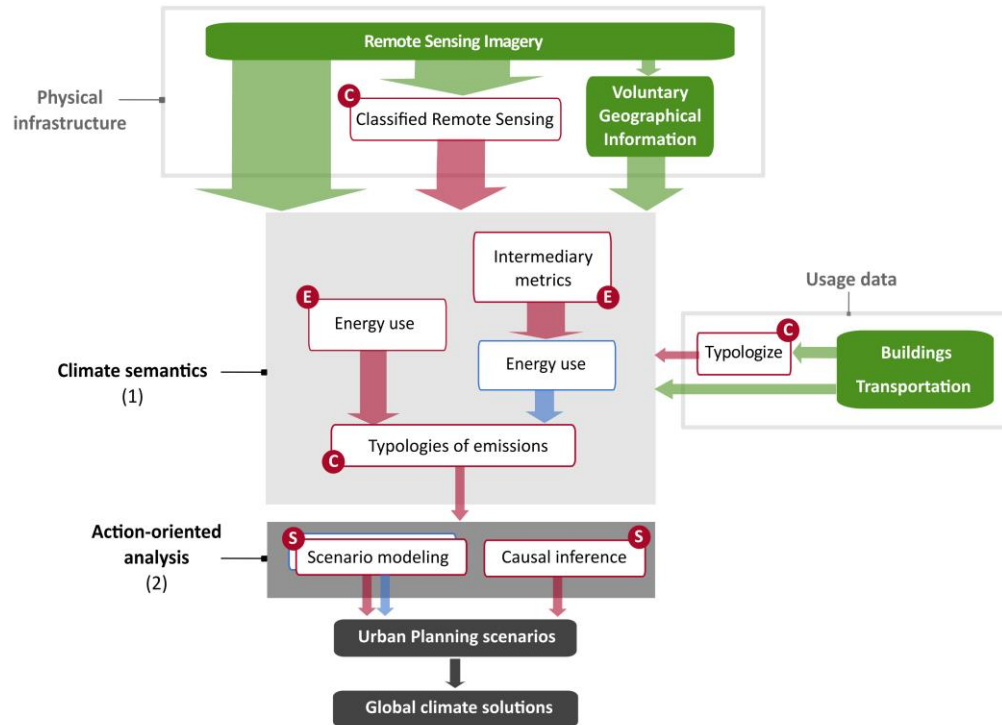 Remote Sensing Imagery
Physical
infrastructure
C
Classified Remote Sensing
Voluntary
Geographical
Information
Intermediary
metrics
E
E
Energy use
Usage data
C
Typologize
Buildings
Transportation
Energy use
Climate semantics
(1)
Typologies of emissions
C
Action-oriented
analysis
(2)
S
Scenario modeling
S
Causal inference
Urban Planning scenarios
Global climate solutions